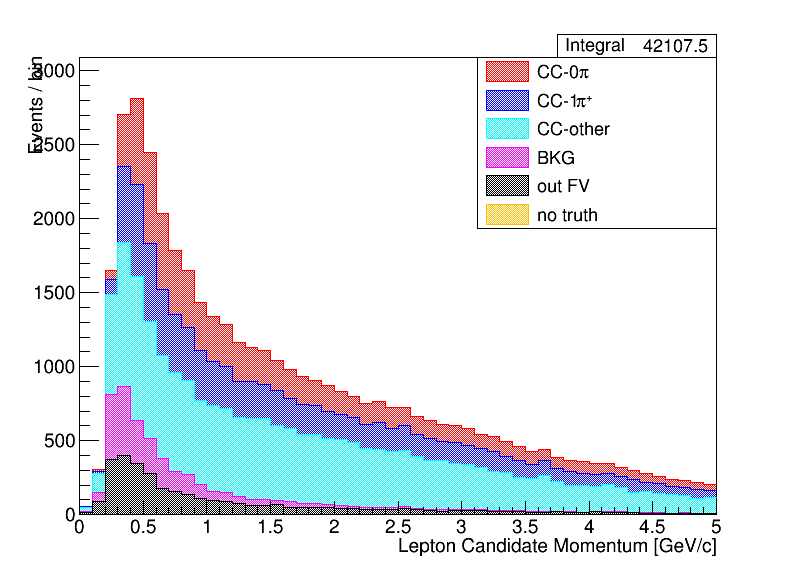 Integral 42107.5
Events / bin
3000
2500
2000
1500
1000
500
0
CC-0π
CC-1π⁺
CC-other
BKG
out FV
no truth
0 0.5 1 1.5 2 2.5 3 3.5 4 4.5 5
Lepton Candidate Momentum [GeV/c]